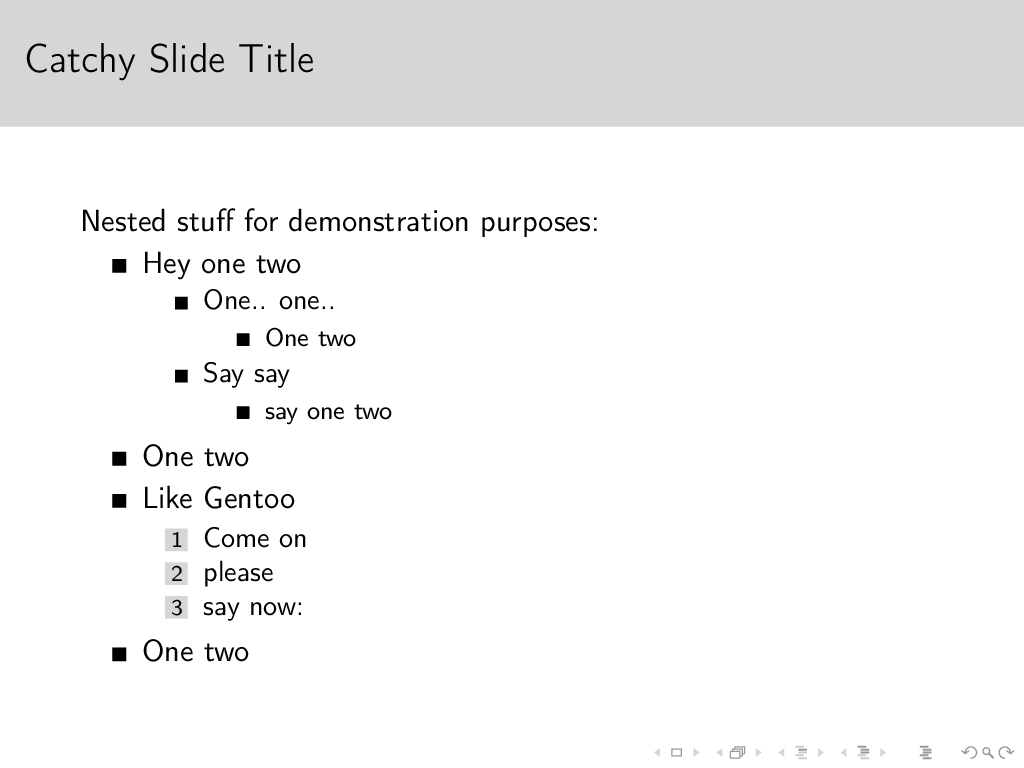 Catchy Slide Title
Nested stuff for demonstration purposes:
Hey one two
One.. one..
One two
Say say
say one two
One two
Like Gentoo
1 Come on
2 please
3 say now:
One two